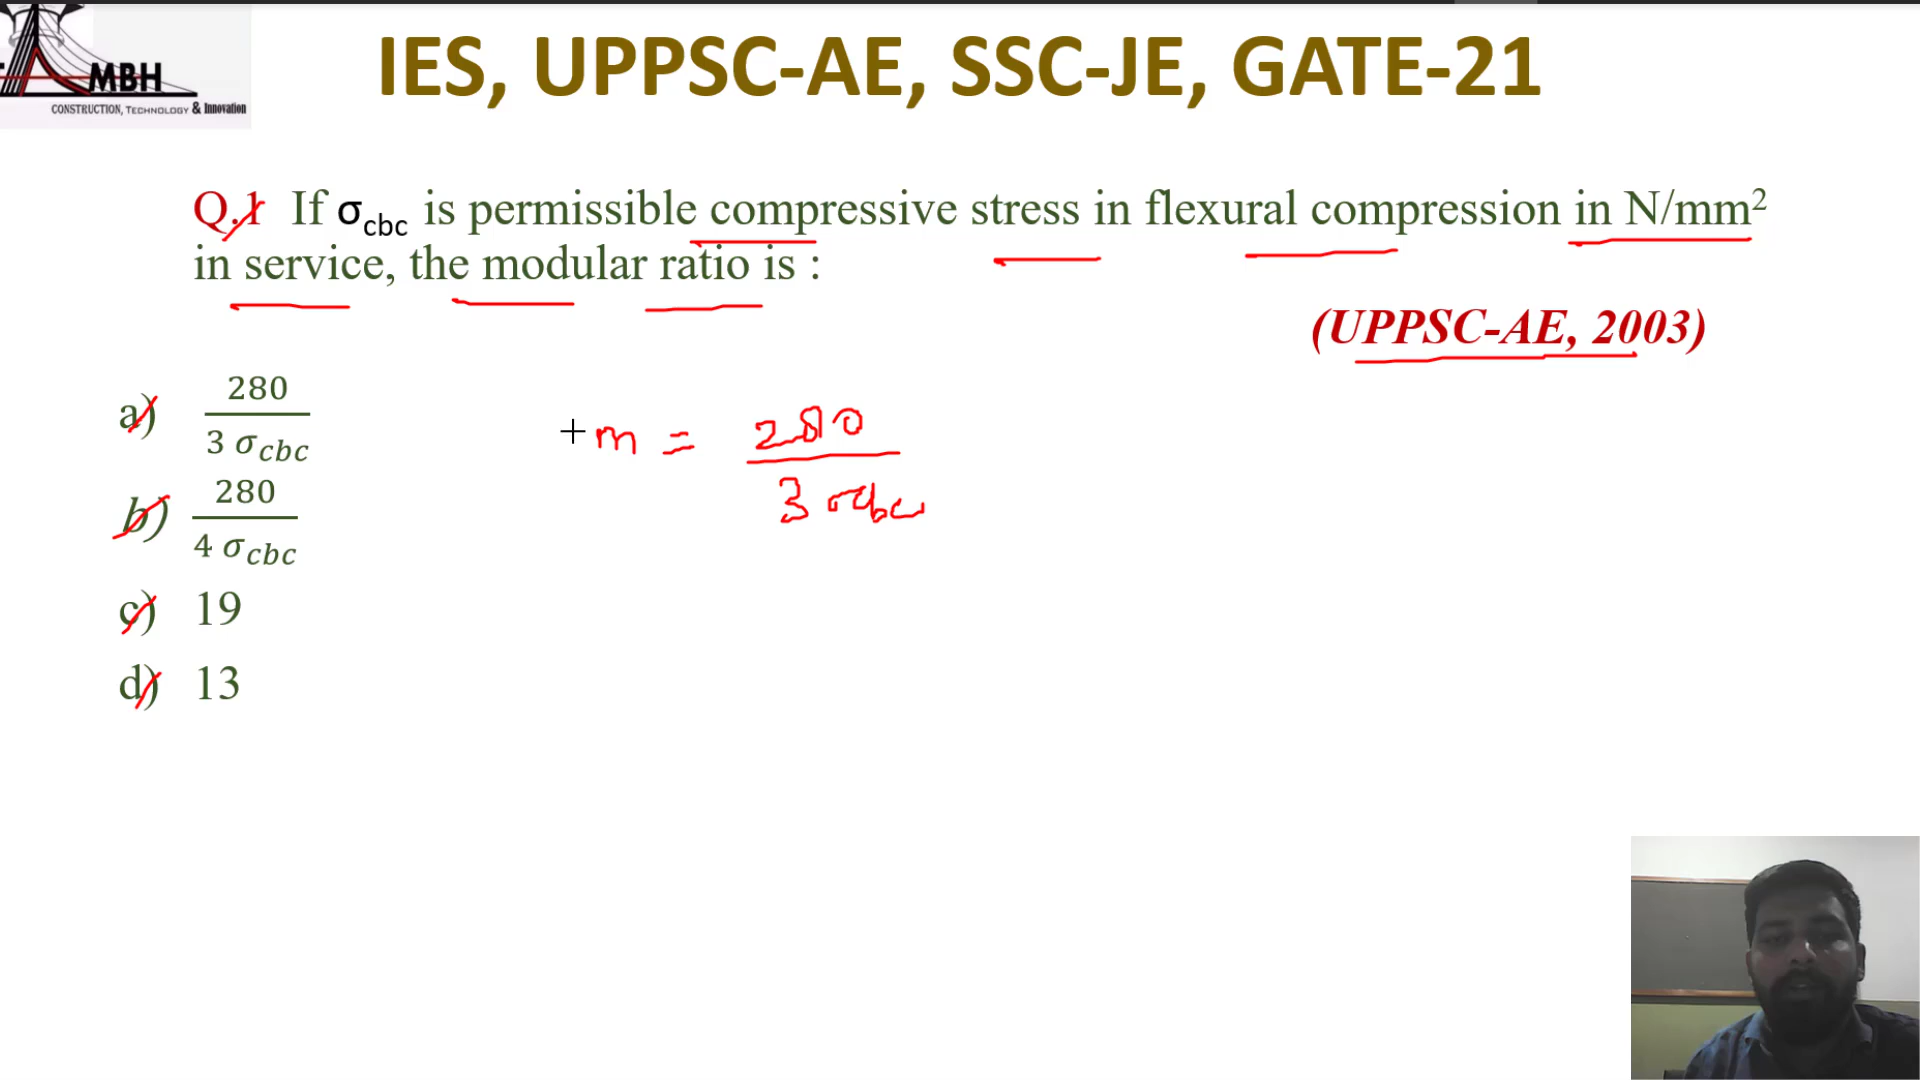 MBH
CONSTRUCTION, TECHNOLOGY & Innovation
IES, UPPSC-AE, SSC-JE, GATE-21
Q.1 If σcbc is permissible compressive stress in flexural compression in N/mm²
in service, the modular ratio is :
(UPPSC-AE, 2003)
a) 280
3 σcbc
b) 280
4 σcbc
c) 19
d) 13
m = 280
3 σcbc